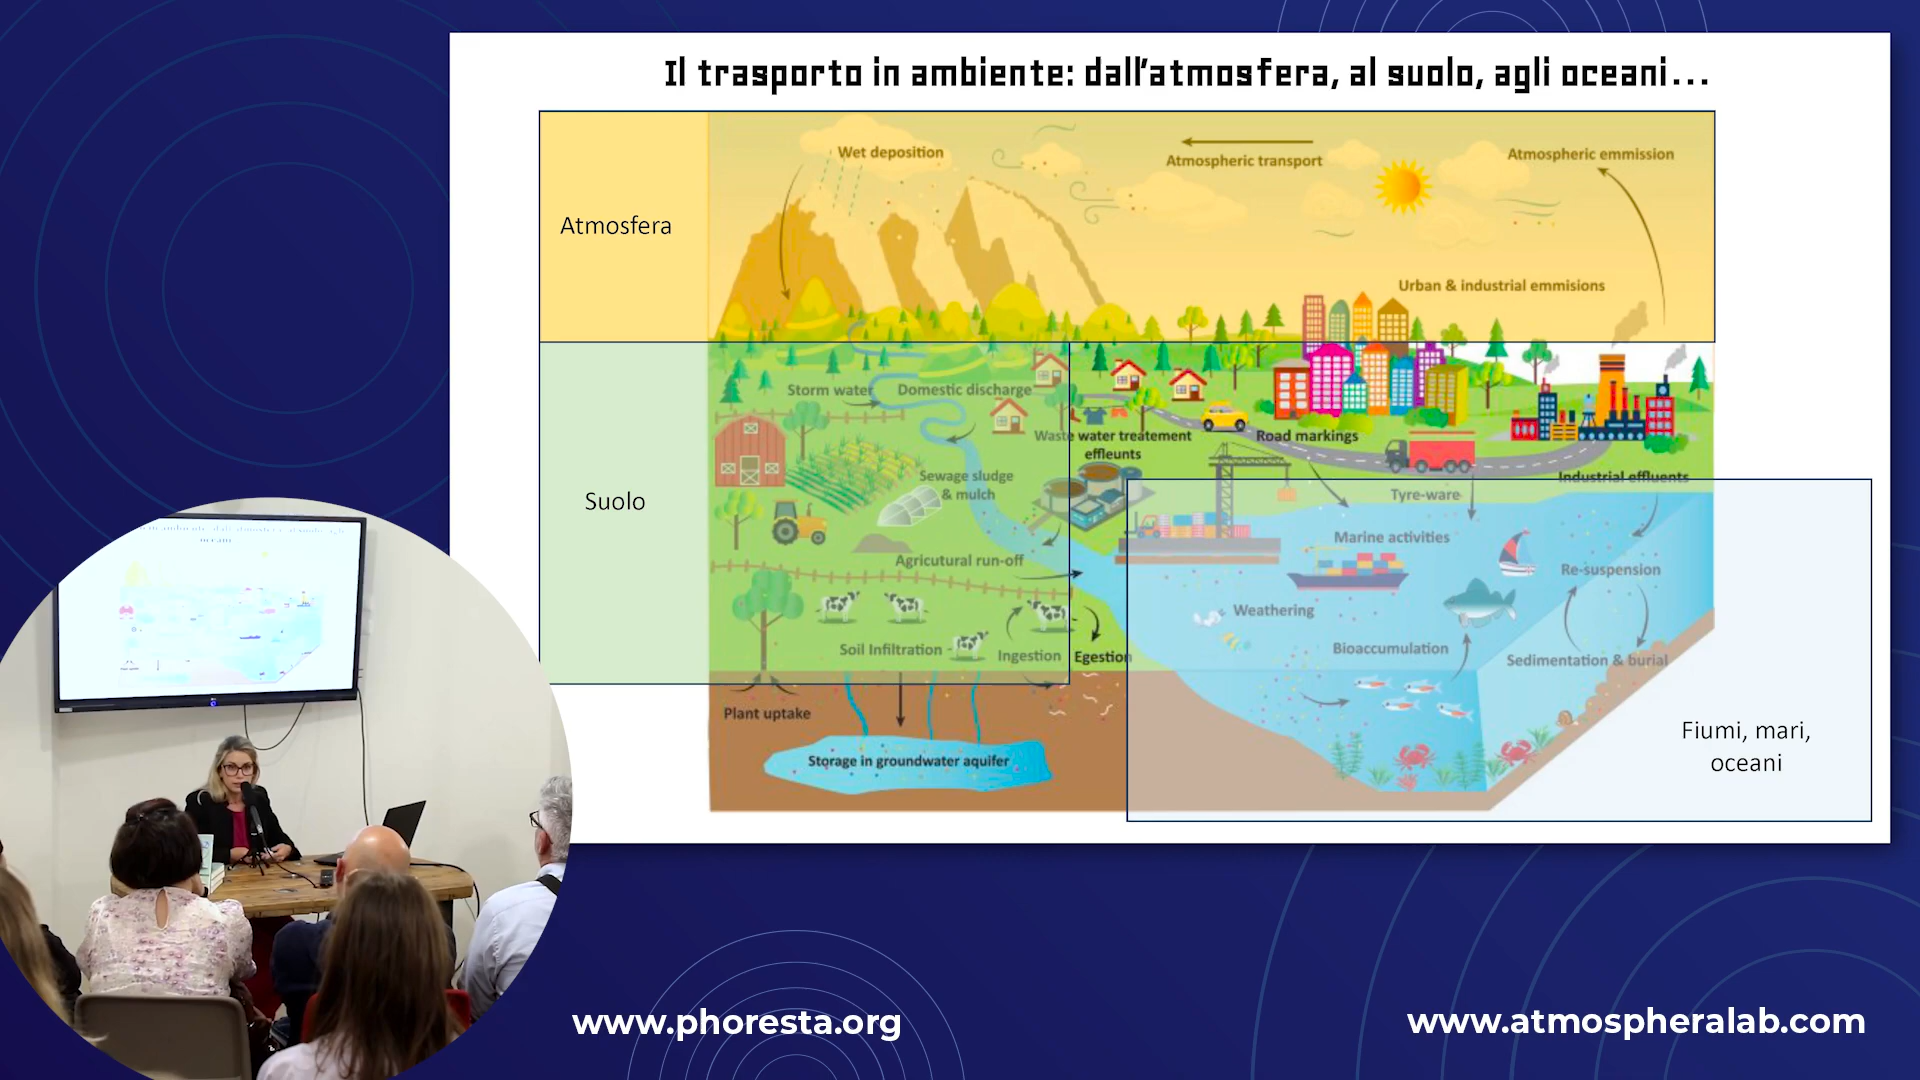 Il trasporto in ambiente: dall'atmosfera, al suolo, agli oceani...
Wet deposition
Atmospheric transport
Atmospheric emmission
Atmosfera
Urban & industrial emmisions
Storm water
Domestic discharge
Waste water treatement
effleunts
Road markings
Industrial effluents
Sewage sludge
& mulch
Tyre-ware
Suolo
Marine activities
Agricutural run-off
Re-suspension
Weathering
Soil Infiltration
Ingestion
Egestion
Bioaccumulation
Sedimentation & burial
Plant uptake
Storage in groundwater aquifer
Fiumi, mari,
oceani
oceani
www.phoresta.org
www.atmospheralab.com